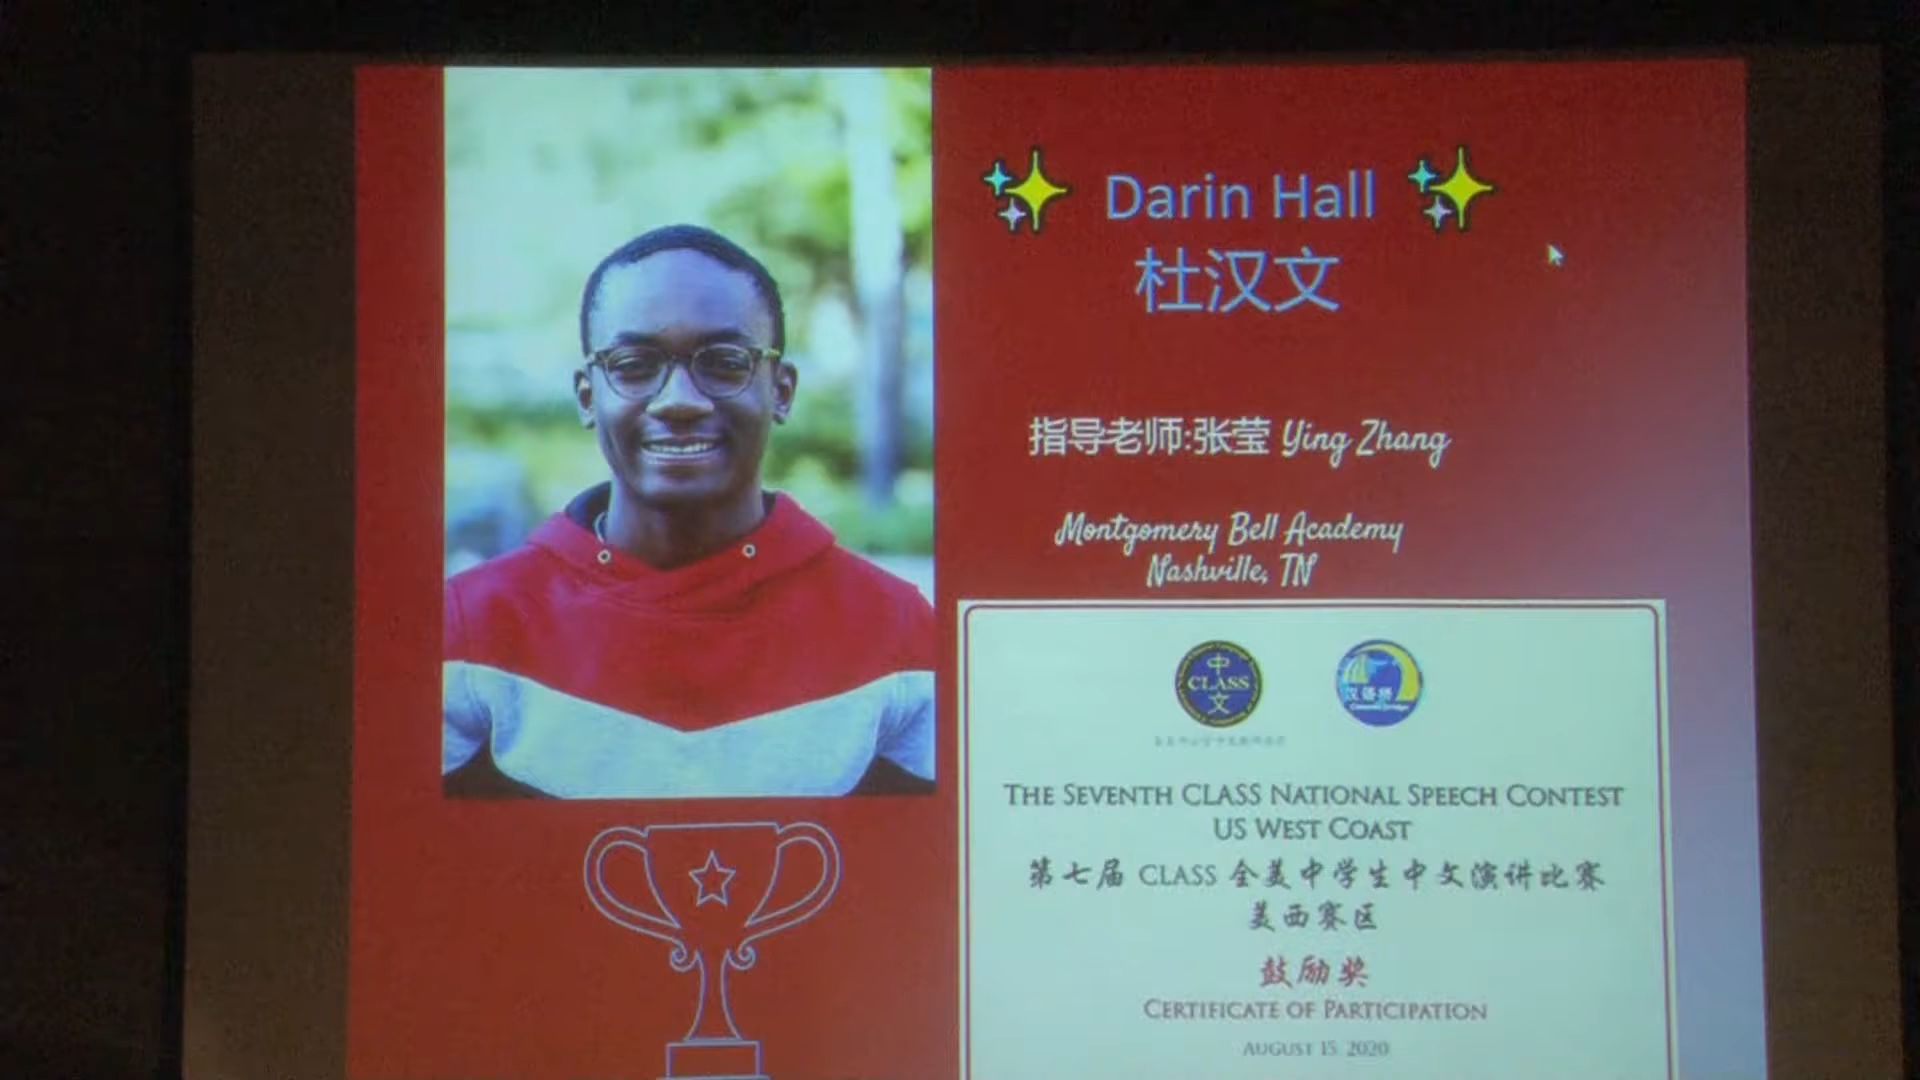 Darin Hall
杜汉文
指导老师:张莹 Ying Zhang
Montgomery Bell Academy
Nashville, TN
中
CLASS
文
汉语桥
THE SEVENTH CLASS NATIONAL SPEECH CONTEST
US WEST COAST
第七届 CLASS 全美中学生中文演讲比赛
美西赛区
鼓励奖
CERTIFICATE OF PARTICIPATION
AUGUST 15, 2020